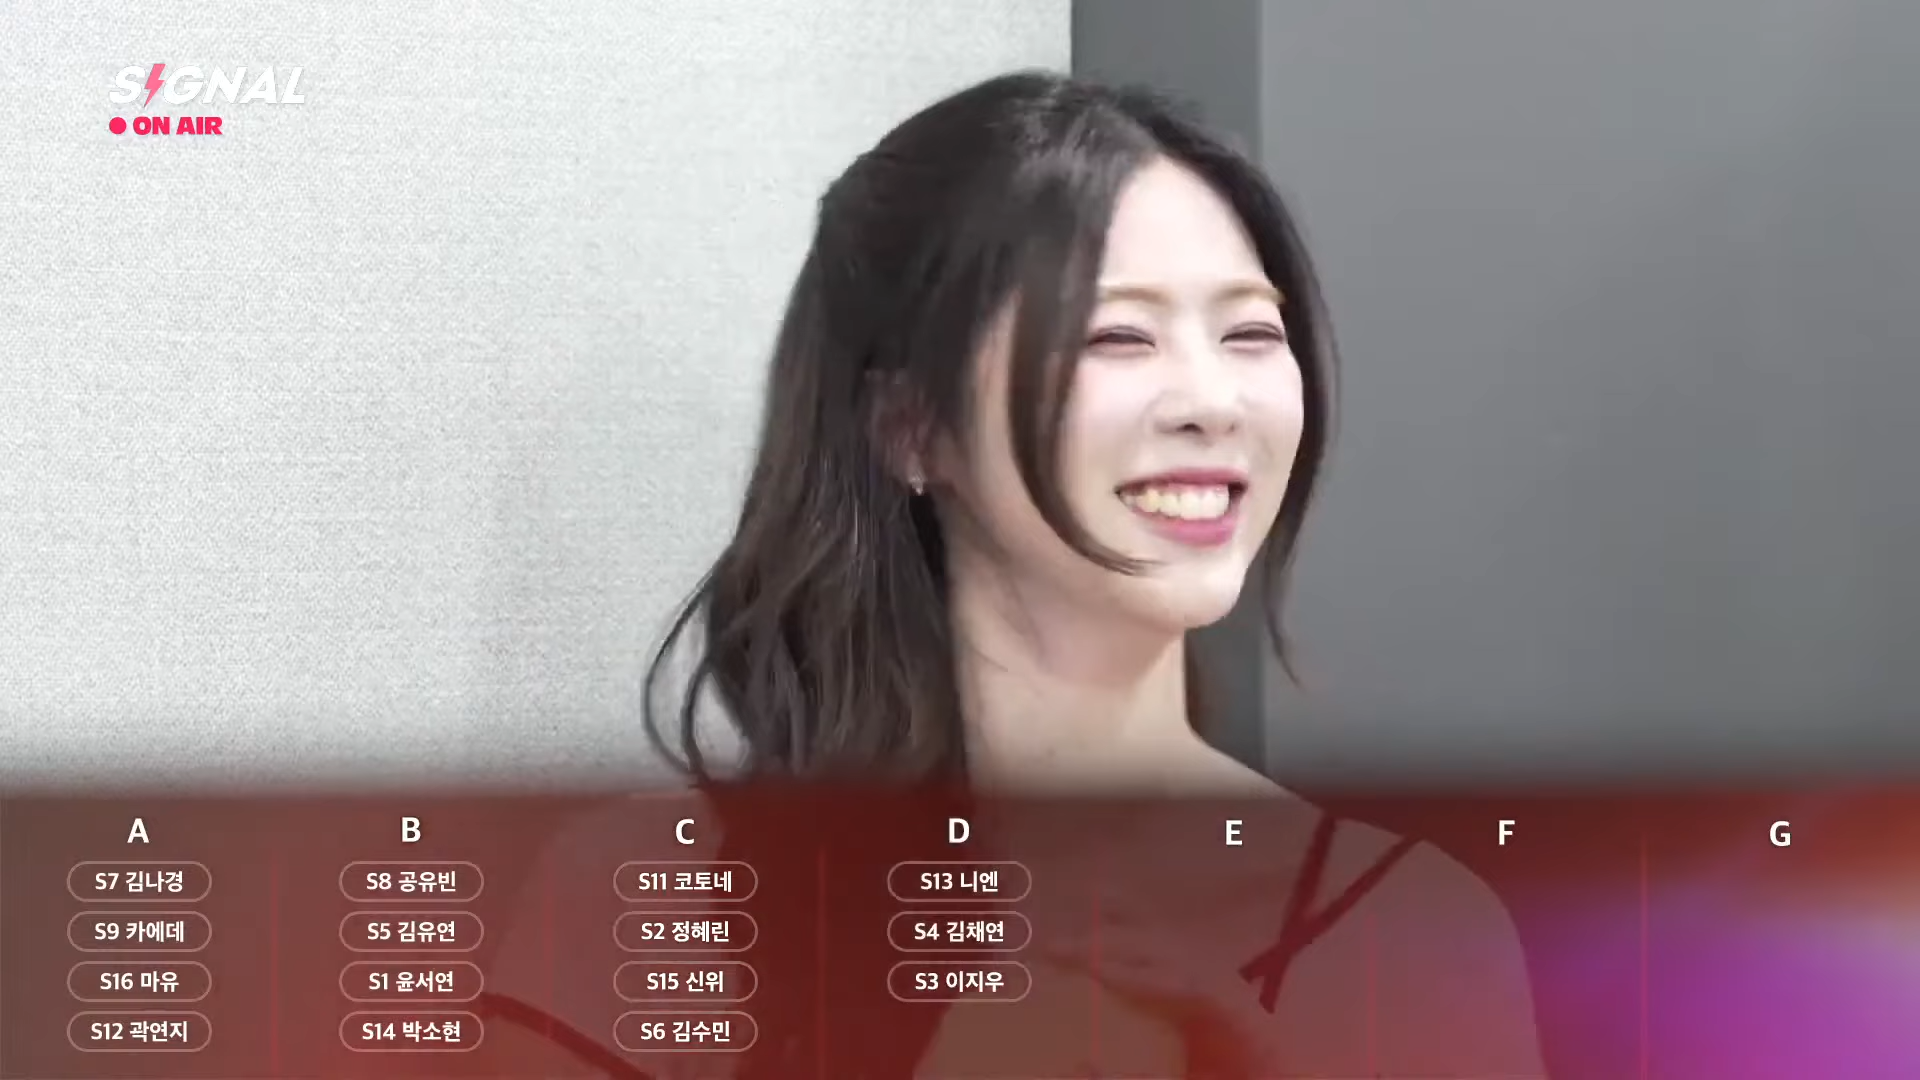 SIGNAL
ON AIR
A B C D E F G
S7 김나경 S8 공유빈 S11 코토네 S13 니엔
S9 카에데 S5 김유연 S2 정혜린 S4 김채연
S16 마유 S1 윤서연 S15 신위 S3 이지우
S12 곽연지 S14 박소현 S6 김수민